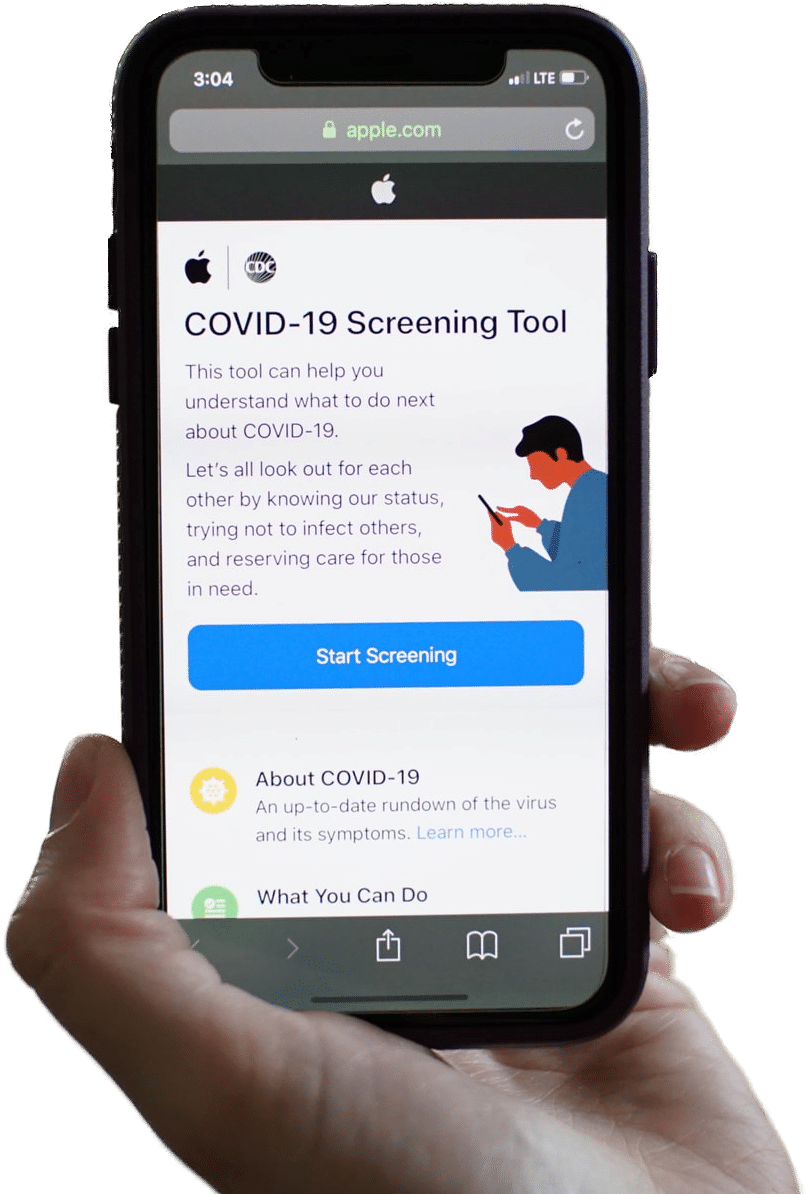 3:04
LTE
apple.com
CDC
COVID-19 Screening Tool
This tool can help you
understand what to do next
about COVID-19.
Let's all look out for each
other by knowing our status,
trying not to infect others,
and reserving care for those
in need.
Start Screening
About COVID-19
An up-to-date rundown of the virus
and its symptoms. Learn more...
What You Can Do